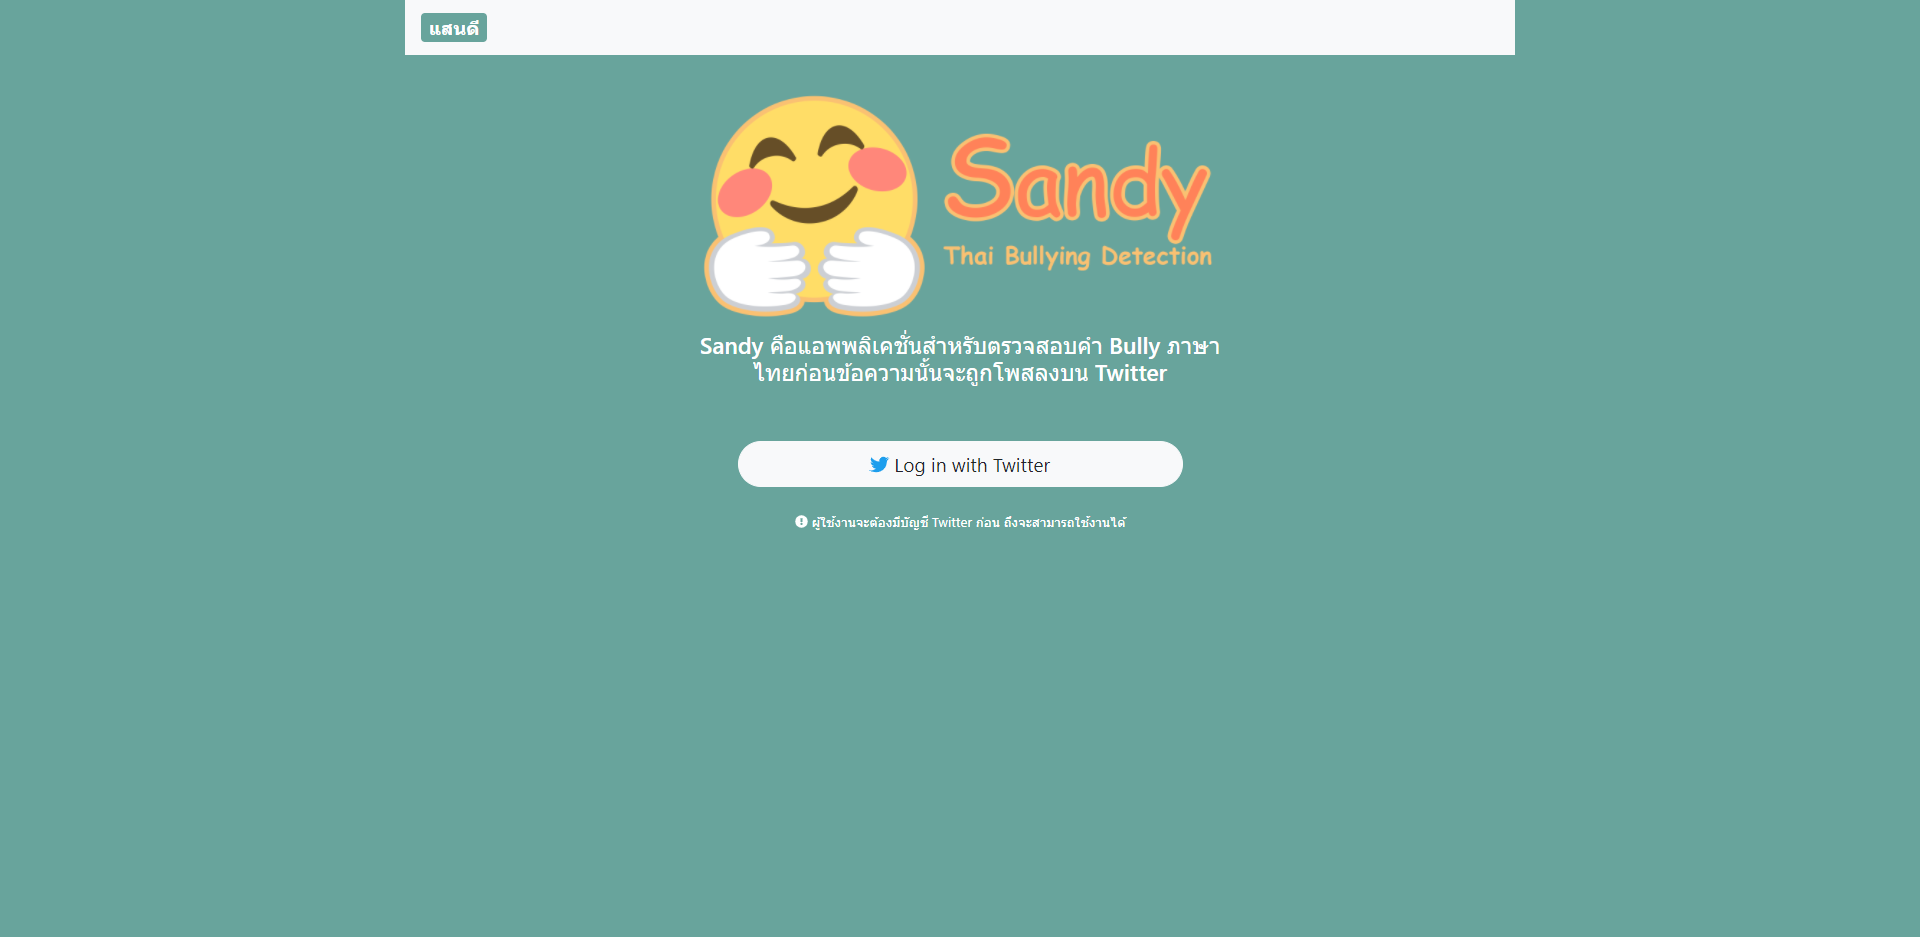 แสนดี
Sandy
Thai Bullying Detection
Sandy คือแอพพลิเคชั่นสำหรับตรวจสอบคำ Bully ภาษา
ไทยก่อนข้อความนั้นจะถูกโพสลงบน Twitter
Log in with Twitter
ผู้ใช้งานจะต้องมีบัญชี Twitter ก่อน ถึงจะสามารถใช้งานได้